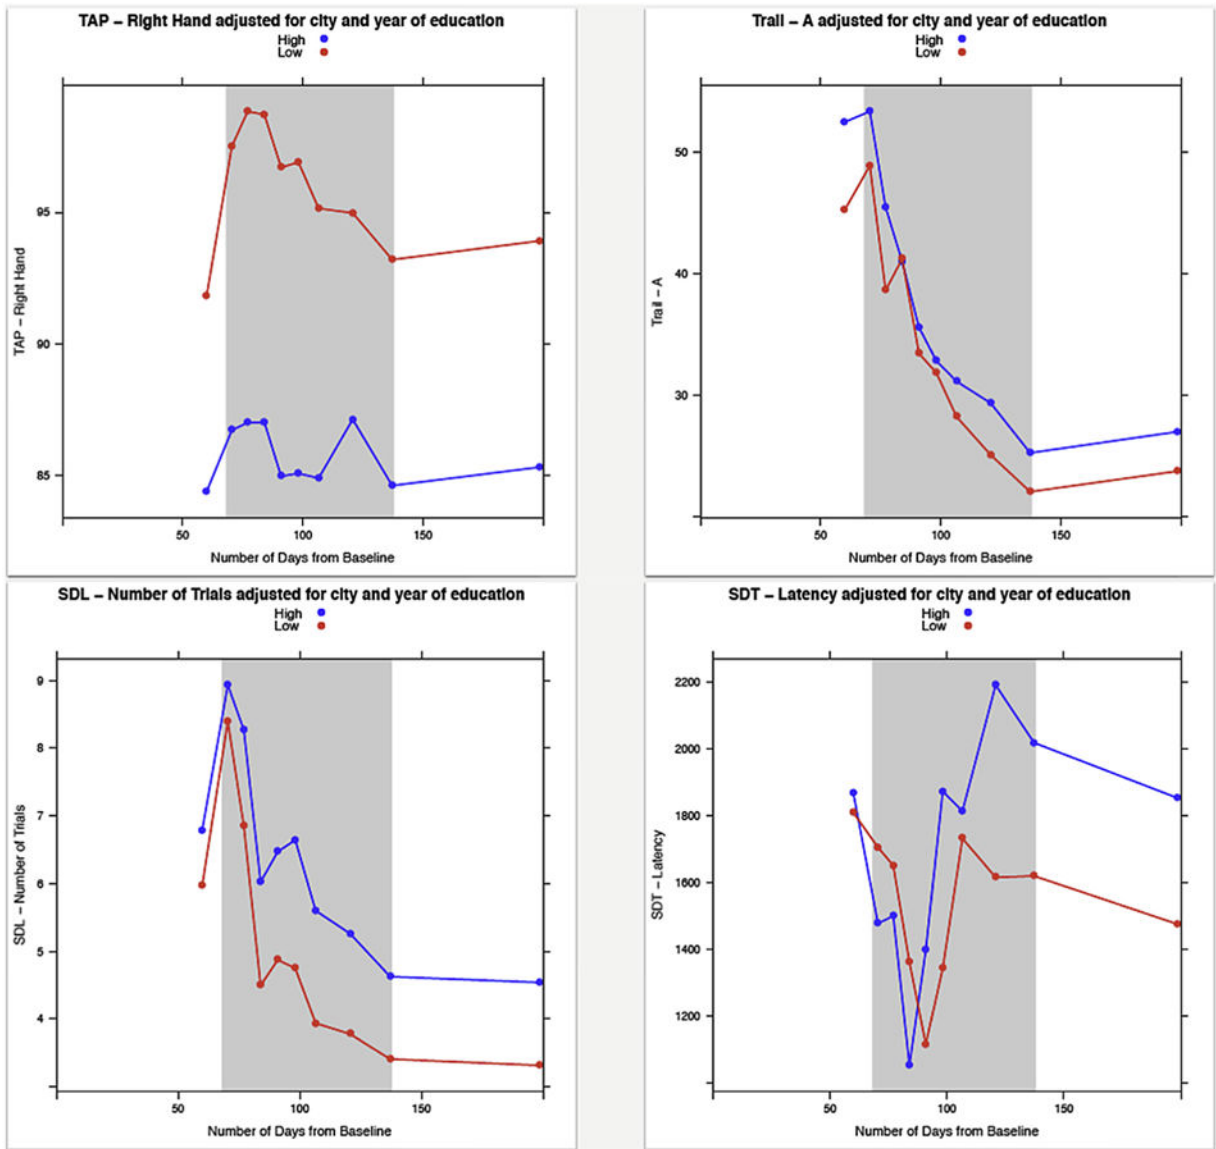 TAP – Right Hand adjusted for city and year of education
High
Low
95
90
85
TAP – Right Hand
50 100 150
Number of Days from Baseline
Trail – A adjusted for city and year of education
High
Low
50
40
30
Trail – A
50 100 150
Number of Days from Baseline
SDL – Number of Trials adjusted for city and year of education
High
Low
9
8
7
6
5
4
SDL – Number of Trials
50 100 150
Number of Days from Baseline
SDT – Latency adjusted for city and year of education
High
Low
2200
2000
1800
1600
1400
1200
SDT – Latency
50 100 150
Number of Days from Baseline